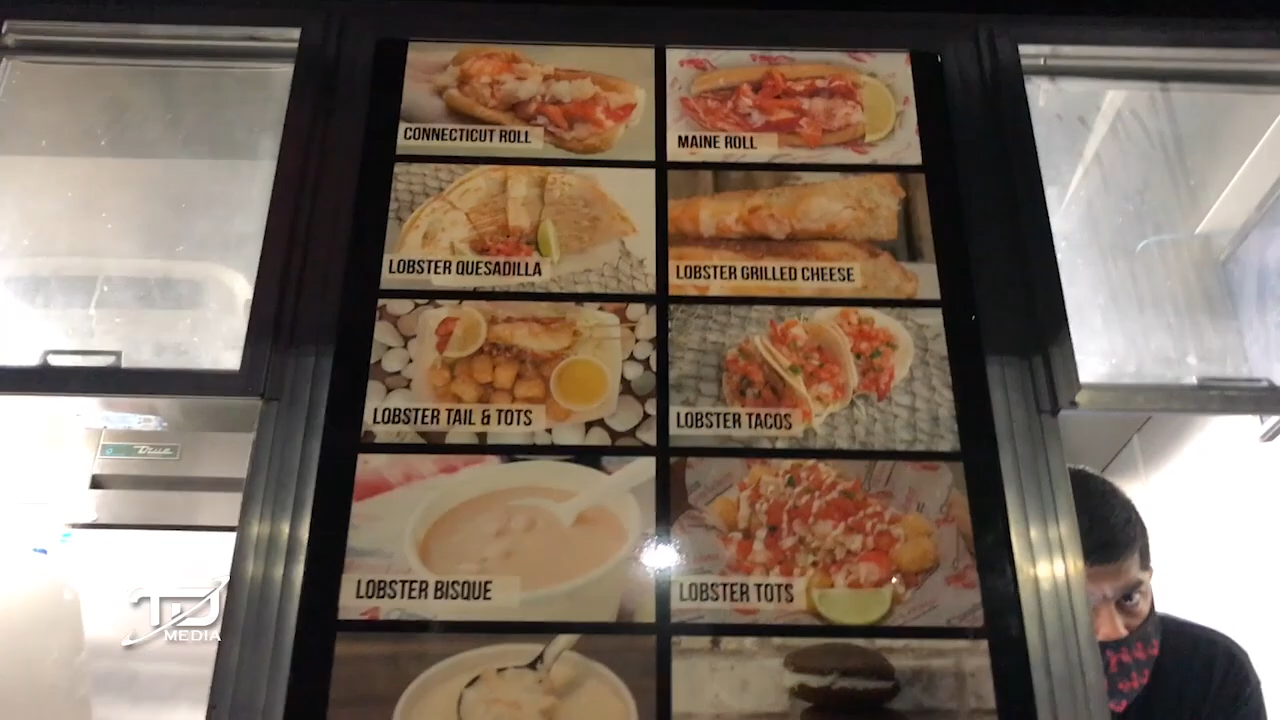 CONNECTICUT ROLL
MAINE ROLL
LOBSTER QUESADILLA
LOBSTER GRILLED CHEESE
LOBSTER TAIL & TOTS
LOBSTER TACOS
LOBSTER BISQUE
LOBSTER TOTS
TD
MEDIA